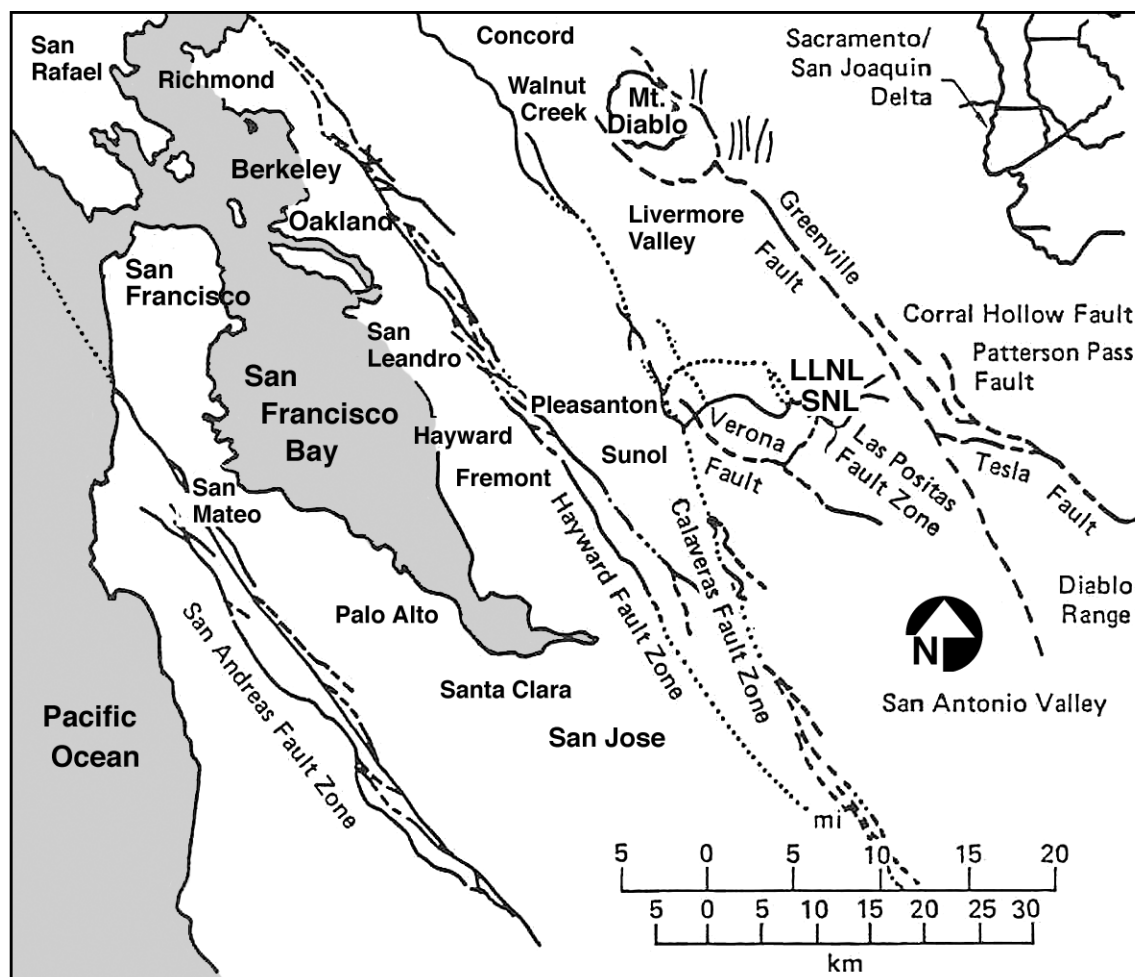 San
Rafael
Richmond
Concord
Walnut
Creek
Mt.
Diablo
Sacramento/
San Joaquin
Delta
Berkeley
Oakland
Livermore
Valley
Greenville
Fault
San
Francisco
San
Leandro
Corral Hollow Fault
Patterson Pass
Fault
LLNL
SNL
San
Francisco
Bay
Pleasanton
Hayward
Verona
Fault
Sunol
Las Positas
Fault Zone
Tesla
Fault
Fremont
San
Mateo
Hayward Fault Zone
Calaveras Fault Zone
Diablo
Range
Palo Alto
N
San Andreas Fault Zone
Santa Clara
San Antonio Valley
Pacific
Ocean
San Jose
mi
5 0 5 10 15 20
5 0 5 10 15 20 25 30
km